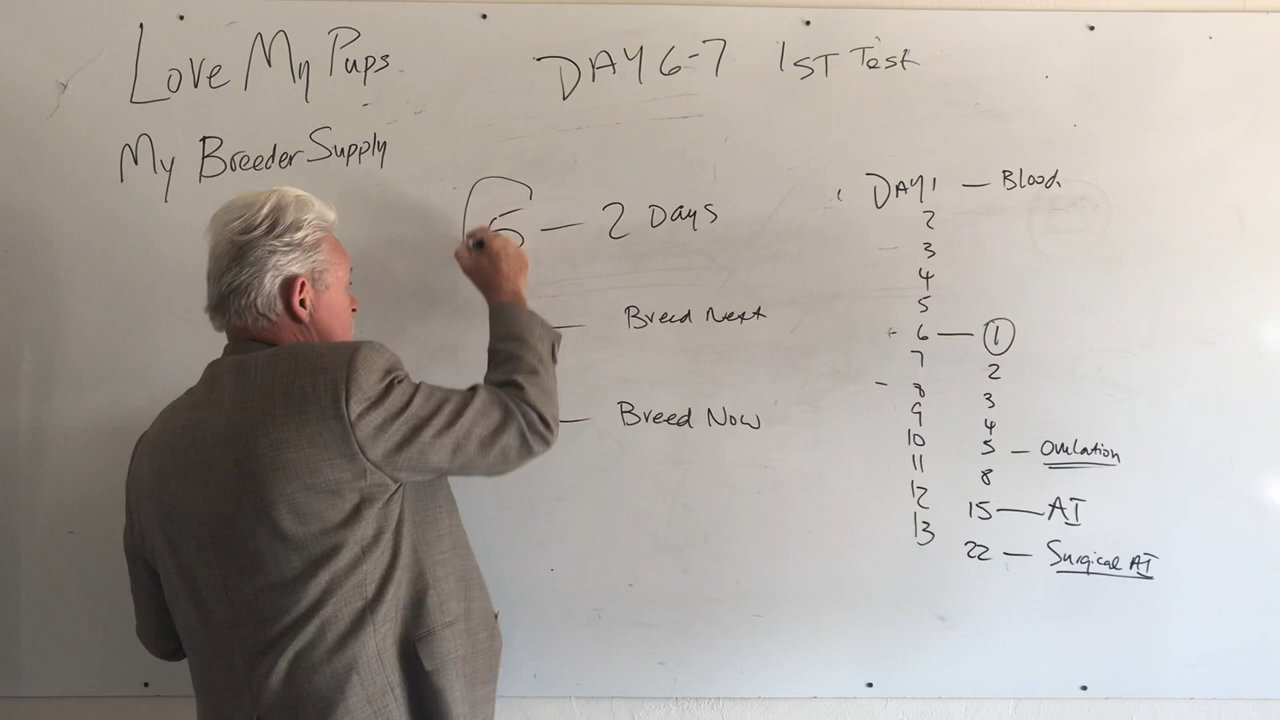 Love My Pups
DAY 6-7 1ST Test
My Breeder Supply
5 — 2 Days
— Breed Next
— Breed Now
DAY 1 — Blood
2
3
4
5
6 — 1
7 2
8 3
9 4
10 5 — Ovulation
11 8
12 15 — AI
13 22 — Surgical AI